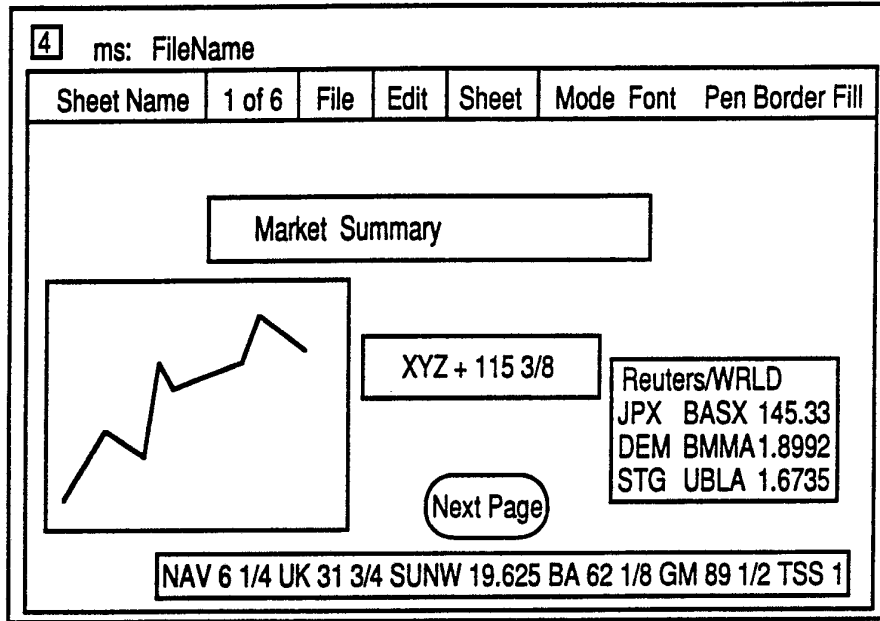 4 ms: FileName
Sheet Name 1 of 6 File Edit Sheet Mode Font Pen Border Fill
Market Summary
XYZ + 115 3/8
Reuters/WRLD
JPX BASX 145.33
DEM BMMA 1.8992
STG UBLA 1.6735
Next Page
NAV 6 1/4 UK 31 3/4 SUNW 19.625 BA 62 1/8 GM 89 1/2 TSS 1